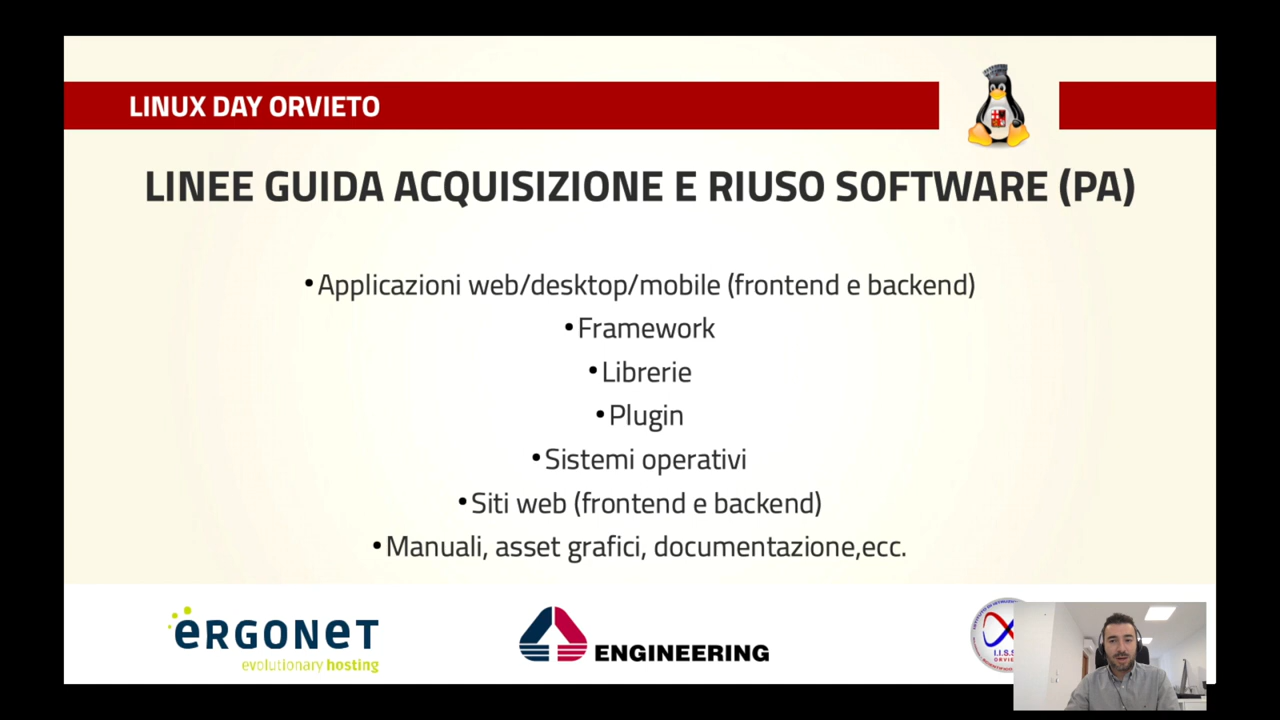 LINUX DAY ORVIETO
LINEE GUIDA ACQUISIZIONE E RIUSO SOFTWARE (PA)
•Applicazioni web/desktop/mobile (frontend e backend)
•Framework
•Librerie
•Plugin
•Sistemi operativi
•Siti web (frontend e backend)
•Manuali, asset grafici, documentazione,ecc.
eRGONeT
evolutionary hosting
ENGINEERING